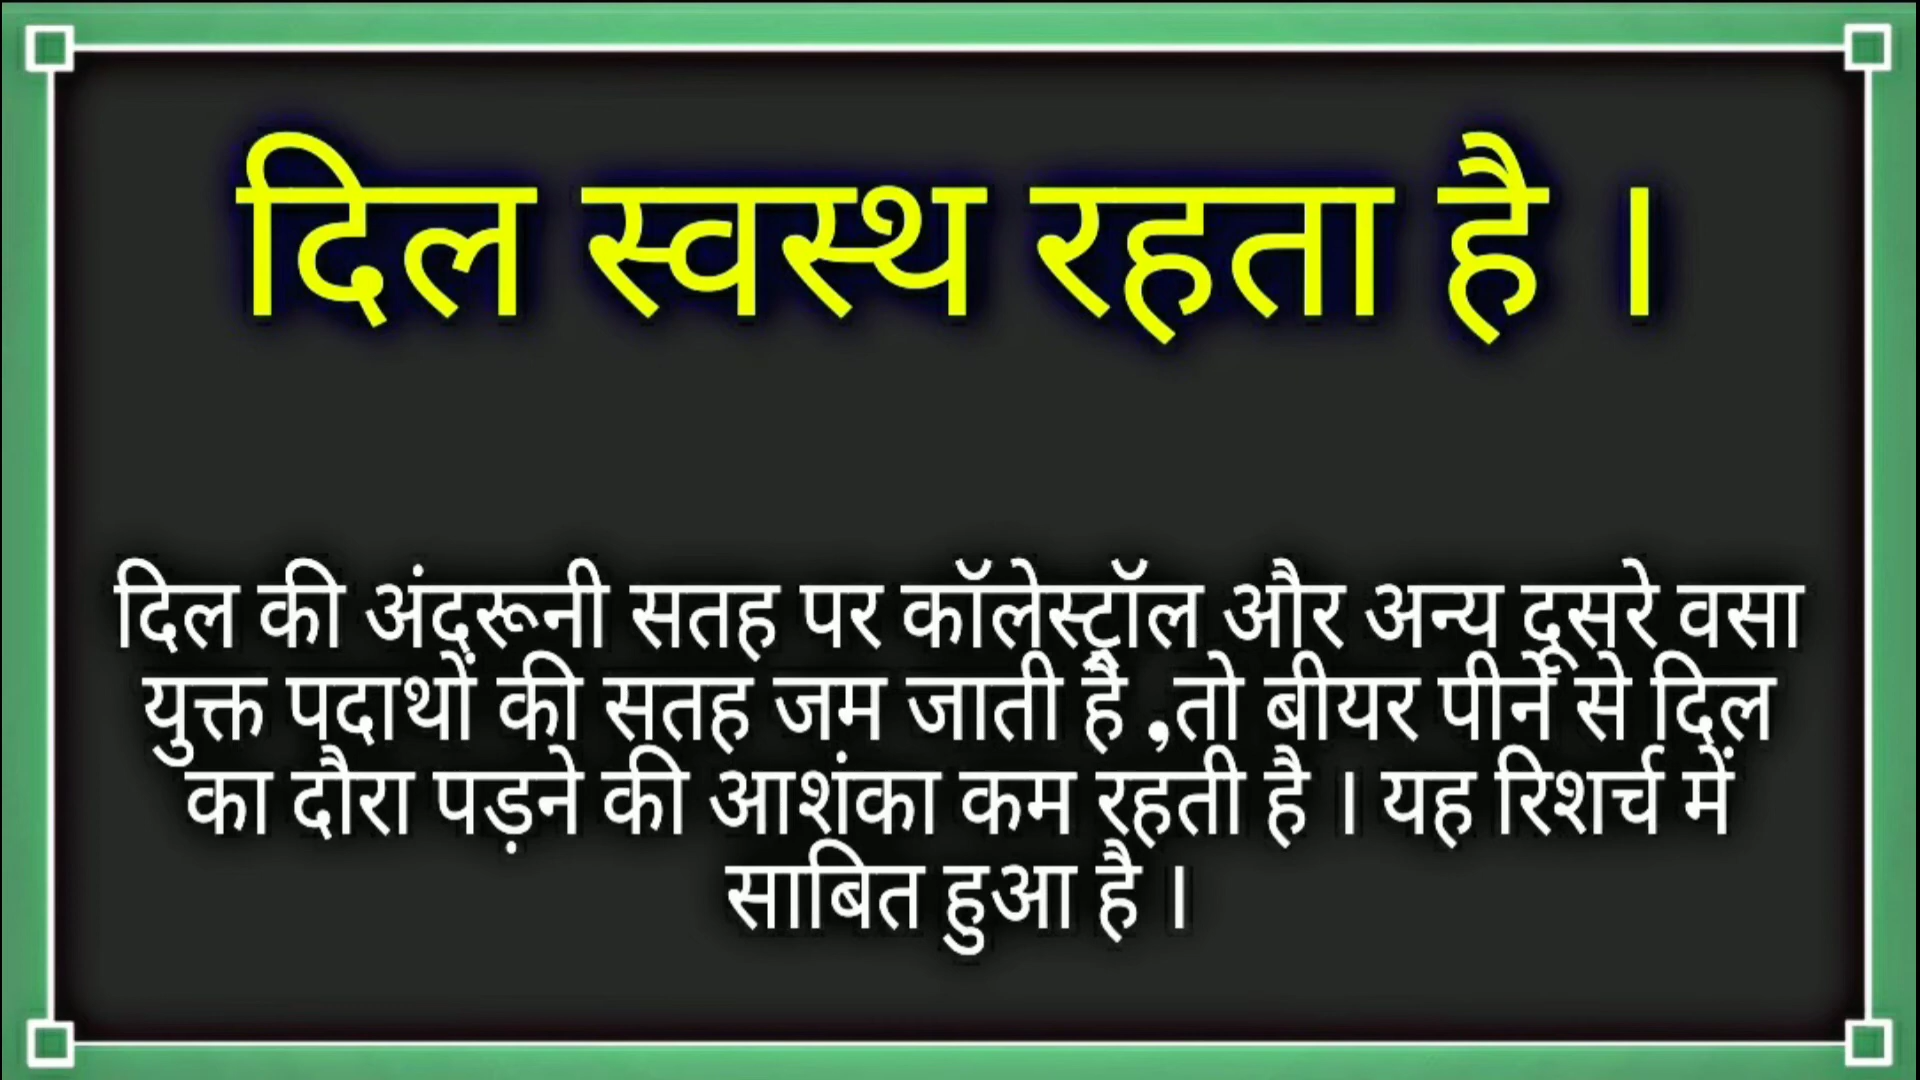 दिल स्वस्थ रहता है ।
दिल की अंदरूनी सतह पर कॉलेस्ट्रॉल और अन्य दूसरे वसा
युक्त पदार्थों की सतह जम जाती है ,तो बीयर पीने से दिल
का दौरा पड़ने की आशंका कम रहती है । यह रिशर्च में
साबित हुआ है ।